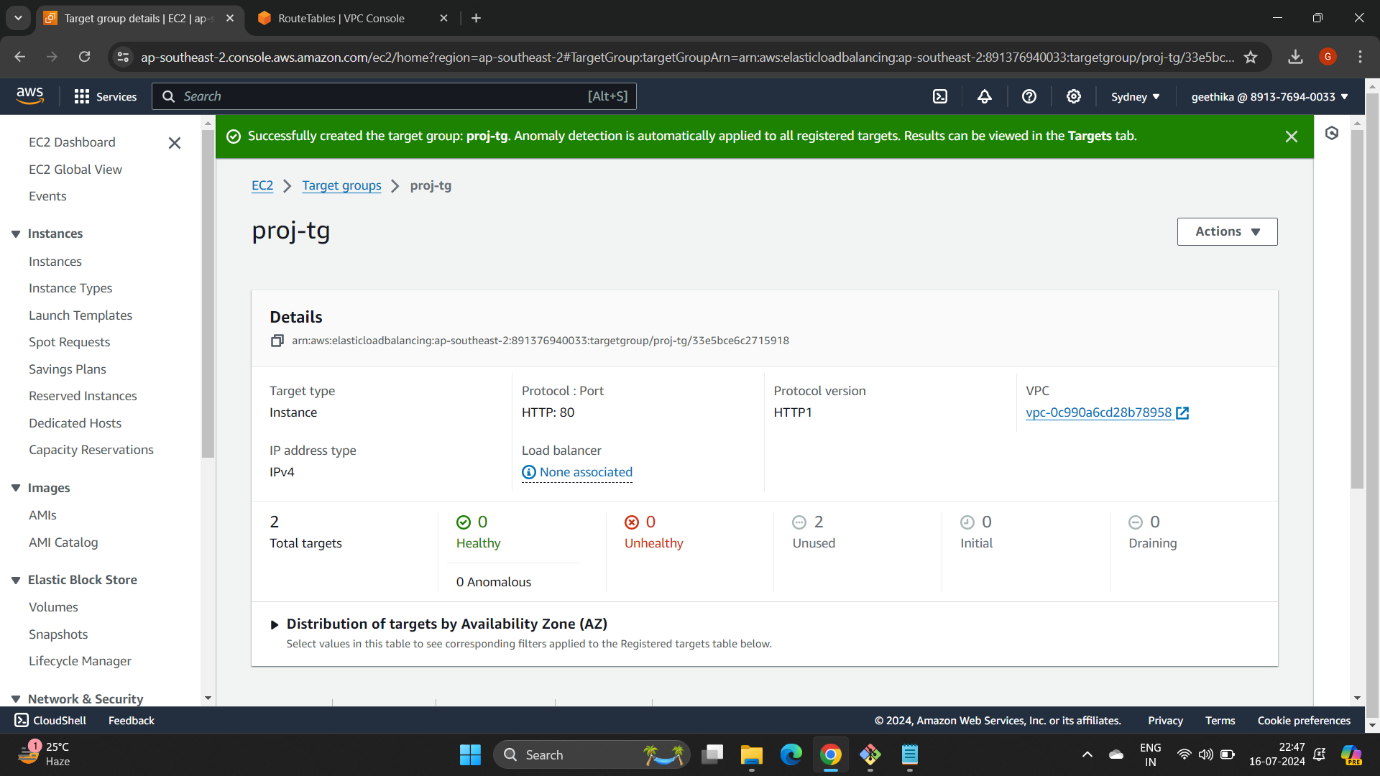 Target group details | EC2 | ap-s
RouteTables | VPC Console
ap-southeast-2.console.aws.amazon.com/ec2/home?region=ap-southeast-2#TargetGroup:targetGroupArn=arn:aws:elasticloadbalancing:ap-southeast-2:891376940033:targetgroup/proj-tg/33e5bc...
G
aws
Services
Search
[Alt+S]
Sydney
geethika @ 8913-7694-0033
EC2 Dashboard
EC2 Global View
Events
Instances
Instances
Instance Types
Launch Templates
Spot Requests
Savings Plans
Reserved Instances
Dedicated Hosts
Capacity Reservations
Images
AMIs
AMI Catalog
Elastic Block Store
Volumes
Snapshots
Lifecycle Manager
Network & Security
Successfully created the target group: proj-tg. Anomaly detection is automatically applied to all registered targets. Results can be viewed in the Targets tab.
EC2 > Target groups > proj-tg
proj-tg
Actions
Details
arn:aws:elasticloadbalancing:ap-southeast-2:891376940033:targetgroup/proj-tg/33e5bce6c2715918
Target type
Instance
Protocol : Port
HTTP: 80
Protocol version
HTTP1
VPC
vpc-0c990a6cd28b78958
IP address type
IPv4
Load balancer
None associated
2
Total targets
0
Healthy
0 Anomalous
0
Unhealthy
2
Unused
0
Initial
0
Draining
Distribution of targets by Availability Zone (AZ)
Select values in this table to see corresponding filters applied to the Registered targets table below.
CloudShell
Feedback
© 2024, Amazon Web Services, Inc. or its affiliates.
Privacy
Terms
Cookie preferences
1
25°C
Haze
Search
ENG
IN
22:47
16-07-2024
PRE